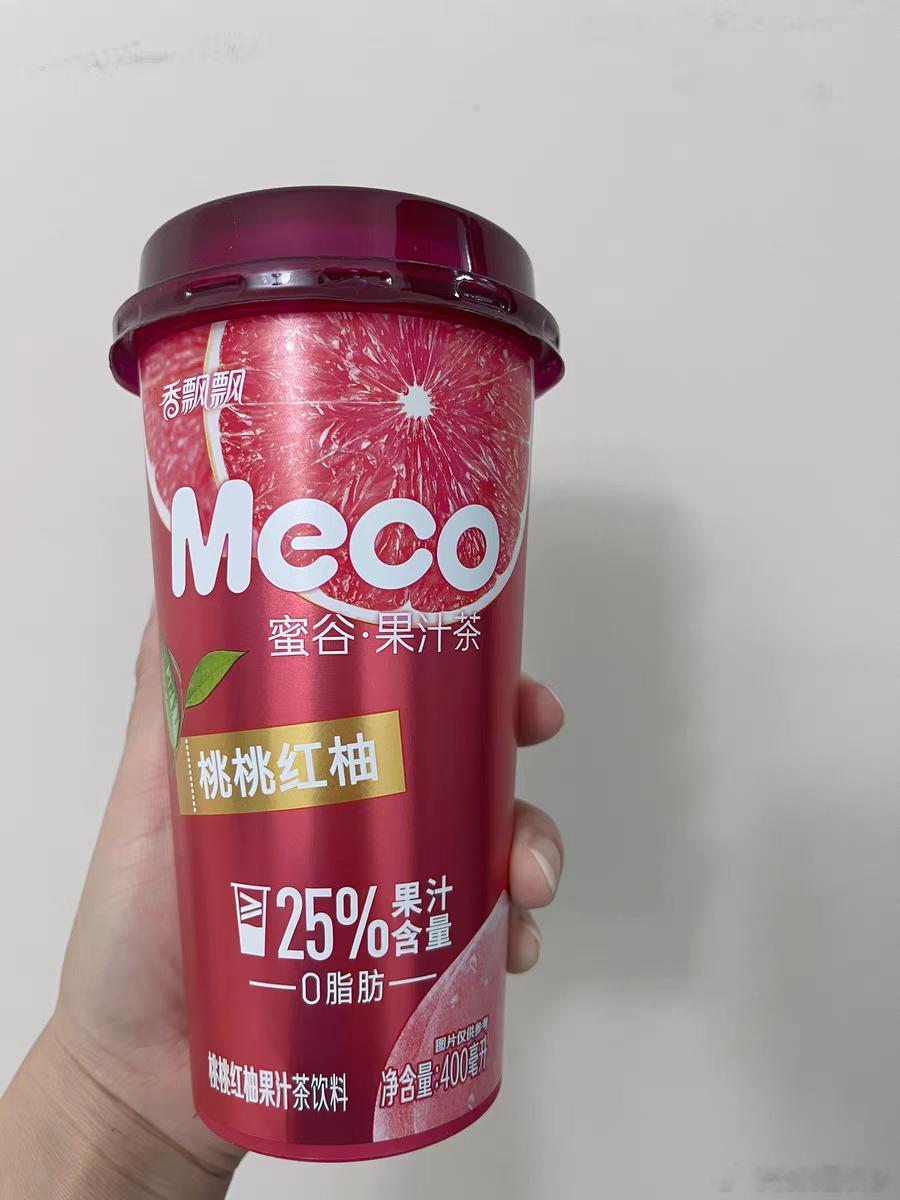 香飘飘
Meco
蜜谷·果汁茶
桃桃红柚
25%果汁含量
0脂肪
图片仅供参考
桃桃红柚果汁茶饮料
净含量:400毫升